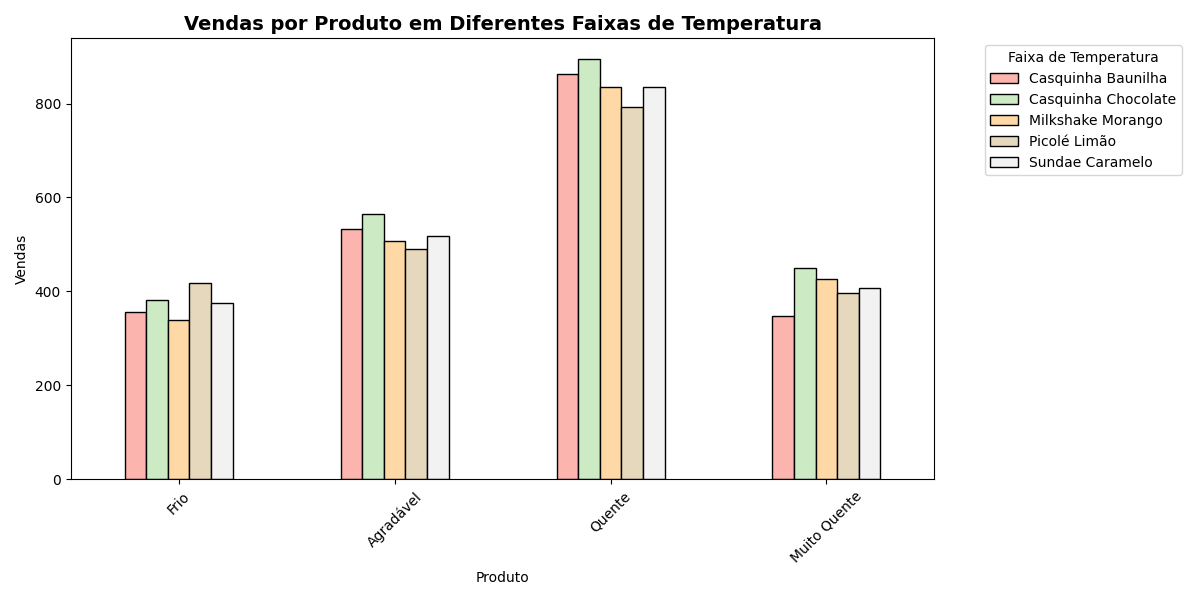 Vendas por Produto em Diferentes Faixas de Temperatura
Faixa de Temperatura
Casquinha Baunilha
Casquinha Chocolate
Milkshake Morango
Picolé Limão
Sundae Caramelo
Vendas
800
600
400
200
0
Frio
Agradável
Quente
Muito Quente
Produto